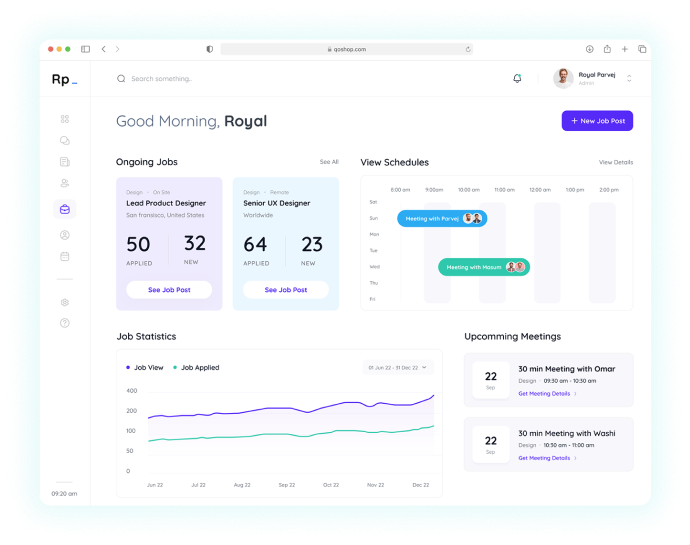 qoshop.com
Rp_
Search something..
Royal Parvej
Admin
Good Morning, Royal
+ New Job Post
Ongoing Jobs
See All
Design - On Site
Lead Product Designer
San fransisco, United States
50
32
APPLIED
NEW
See Job Post
Design - Remote
Senior UX Designer
Worldwide
64
23
APPLIED
NEW
See Job Post
View Schedules
View Details
8:00 am 9:00am 10:00 am 11:00 am 12:00 am 1:00 pm 2:00 pm
Sat
Sun
Meeting with Parvej
Mon
Tue
Wed
Meeting with Masum
Thu
Fri
Job Statistics
Job View
Job Applied
01 Jun 22 - 31 Dec 22
400
200
100
50
0
Jun 22 Jul 22 Aug 22 Sep 22 Oct 22 Nov 22 Dec 22
Upcomming Meetings
22
Sep
30 min Meeting with Omar
Design - 09:30 am - 10:30 am
Get Meeting Details
22
Sep
30 min Meeting with Washi
Design - 10:30 am - 11:00 am
Get Meeting Details
09:20 am